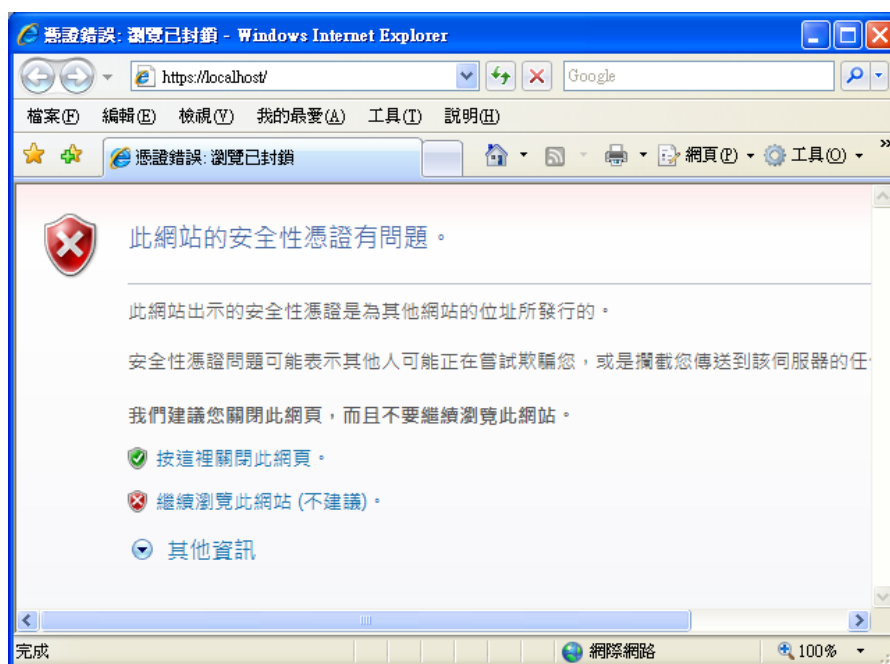 憑證錯誤: 瀏覽已封鎖 - Windows Internet Explorer
https://localhost/
Google
檔案(F) 編輯(E) 檢視(V) 我的最愛(A) 工具(T) 說明(H)
憑證錯誤: 瀏覽已封鎖
網頁(P)
工具(O)
此網站的安全性憑證有問題。
此網站出示的安全性憑證是為其他網站的位址所發行的。
安全性憑證問題可能表示其他人可能正在嘗試欺騙您，或是攔截您傳送到該伺服器的任
我們建議您關閉此網頁，而且不要繼續瀏覽此網站。
按這裡關閉此網頁。
繼續瀏覽此網站 (不建議)。
其他資訊
完成
網際網路
100%